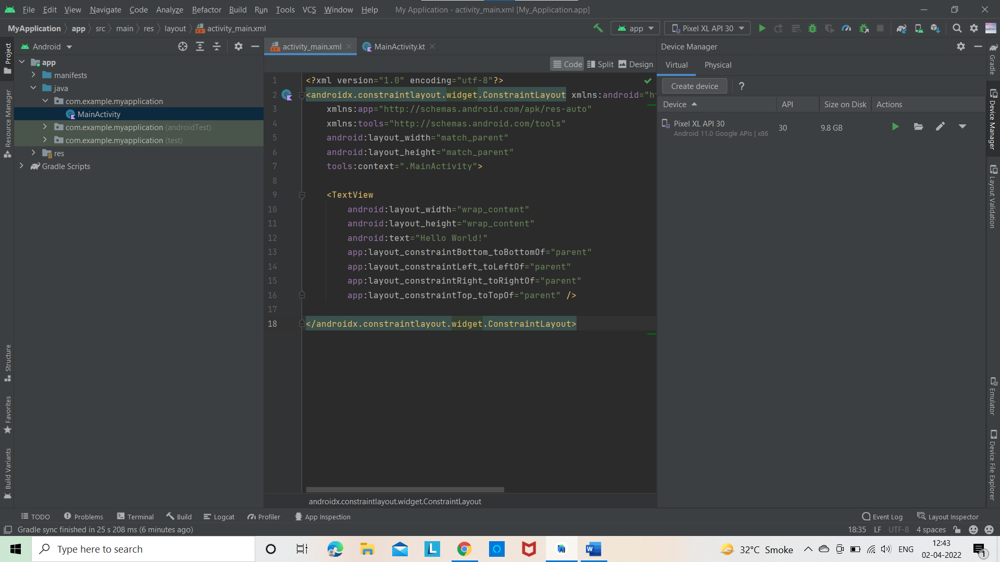 File Edit View Navigate Code Analyze Refactor Build Run Tools VCS Window Help My Application - activity_main.xml [My_Application.app]
MyApplication app src main res layout activity_main.xml app Pixel XL API 30
Project
Resource Manager
Structure
Favorites
Build Variants
Android
app
manifests
java
com.example.myapplication
MainActivity
com.example.myapplication (androidTest)
com.example.myapplication (test)
res
Gradle Scripts
activity_main.xml MainActivity.kt
Code Split Design
1 <?xml version="1.0" encoding="utf-8"?>
2 <androidx.constraintlayout.widget.ConstraintLayout xmlns:android="h
3 xmlns:app="http://schemas.android.com/apk/res-auto"
4 xmlns:tools="http://schemas.android.com/tools"
5 android:layout_width="match_parent"
6 android:layout_height="match_parent"
7 tools:context=".MainActivity">
8
9 <TextView
10 android:layout_width="wrap_content"
11 android:layout_height="wrap_content"
12 android:text="Hello World!"
13 app:layout_constraintBottom_toBottomOf="parent"
14 app:layout_constraintLeft_toLeftOf="parent"
15 app:layout_constraintRight_toRightOf="parent"
16 app:layout_constraintTop_toTopOf="parent" />
17
18 </androidx.constraintlayout.widget.ConstraintLayout>
androidx.constraintlayout.widget.ConstraintLayout
Device Manager
Virtual Physical
Create device ?
Device API Size on Disk Actions
Pixel XL API 30 30 9.8 GB
Android 11.0 Google APIs | x86
Gradle
Device Manager
Layout Validation
Emulator
Device File Explorer
TODO Problems Terminal Build Logcat Profiler App Inspection Event Log Layout Inspector
Gradle sync finished in 25 s 208 ms (6 minutes ago) 18:35 LF UTF-8 4 spaces
Type here to search L W 32°C Smoke ENG 12:43
02-04-2022 1